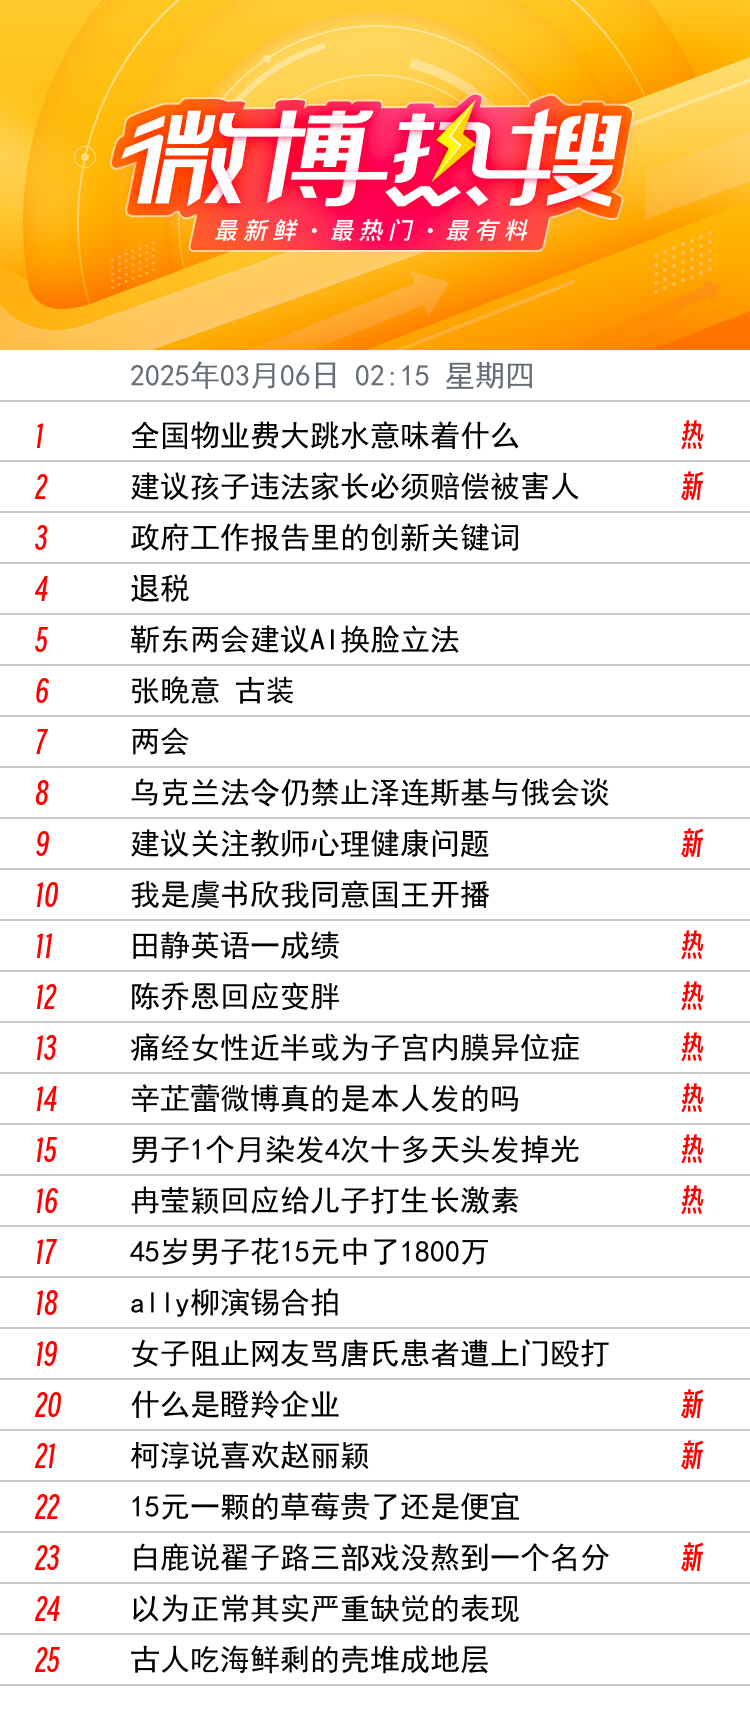 微博热搜
最新鲜·最热门·最有料
2025年03月06日 02:15 星期四
1 全国物业费大跳水意味着什么 热
2 建议孩子违法家长必须赔偿被害人 新
3 政府工作报告里的创新关键词
4 退税
5 靳东两会建议AI换脸立法
6 张晚意 古装
7 两会
8 乌克兰法令仍禁止泽连斯基与俄会谈
9 建议关注教师心理健康问题 新
10 我是虞书欣我同意国王开播
11 田静英语一成绩 热
12 陈乔恩回应变胖 热
13 痛经女性近半或为子宫内膜异位症 热
14 辛芷蕾微博真的是本人发的吗 热
15 男子1个月染发4次十多天头发掉光 热
16 冉莹颖回应给儿子打生长激素 热
17 45岁男子花15元中了1800万
18 ally柳演锡合拍
19 女子阻止网友骂唐氏患者遭上门殴打
20 什么是瞪羚企业 新
21 柯淳说喜欢赵丽颖 新
22 15元一颗的草莓贵了还是便宜
23 白鹿说翟子路三部戏没熬到一个名分 新
24 以为正常其实严重缺觉的表现
25 古人吃海鲜剩的壳堆成地层